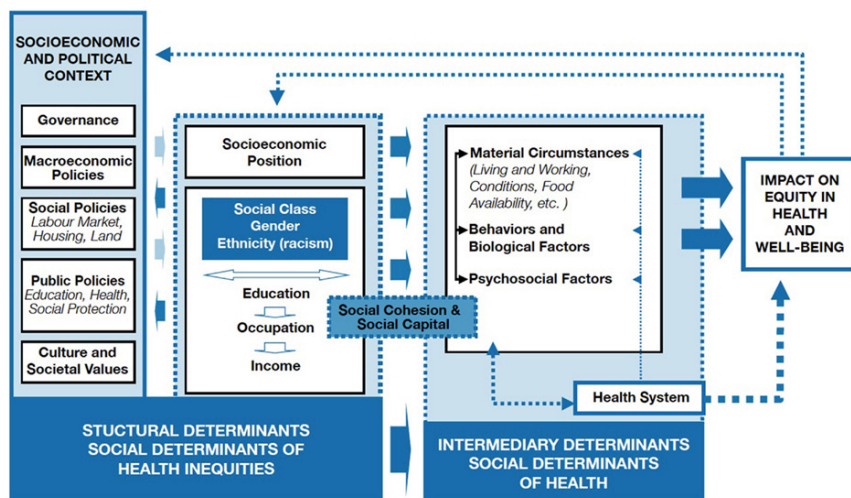 SOCIOECONOMIC
AND POLITICAL
CONTEXT
Governance
Macroeconomic
Policies
Social Policies
Labour Market,
Housing, Land
Public Policies
Education, Health,
Social Protection
Culture and
Societal Values
Socioeconomic
Position
Social Class
Gender
Ethnicity (racism)
Education
Occupation
Income
Social Cohesion &
Social Capital
Material Circumstances
(Living and Working,
Conditions, Food
Availability, etc. )
Behaviors and
Biological Factors
Psychosocial Factors
Health System
IMPACT ON
EQUITY IN
HEALTH
AND
WELL-BEING
STUCTURAL DETERMINANTS
SOCIAL DETERMINANTS OF
HEALTH INEQUITIES
INTERMEDIARY DETERMINANTS
SOCIAL DETERMINANTS
OF HEALTH